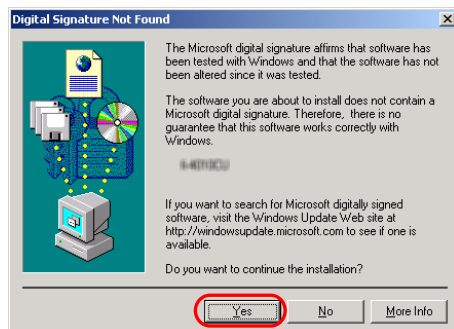 Digital Signature Not Found
The Microsoft digital signature affirms that software has
been tested with Windows and that the software has not
been altered since it was tested.
The software you are about to install does not contain a
Microsoft digital signature. Therefore, there is no
guarantee that this software works correctly with
Windows.
If you want to search for Microsoft digitally signed
software, visit the Windows Update Web site at
http://windowsupdate.microsoft.com to see if one is
available.
Do you want to continue the installation?
Yes No More Info